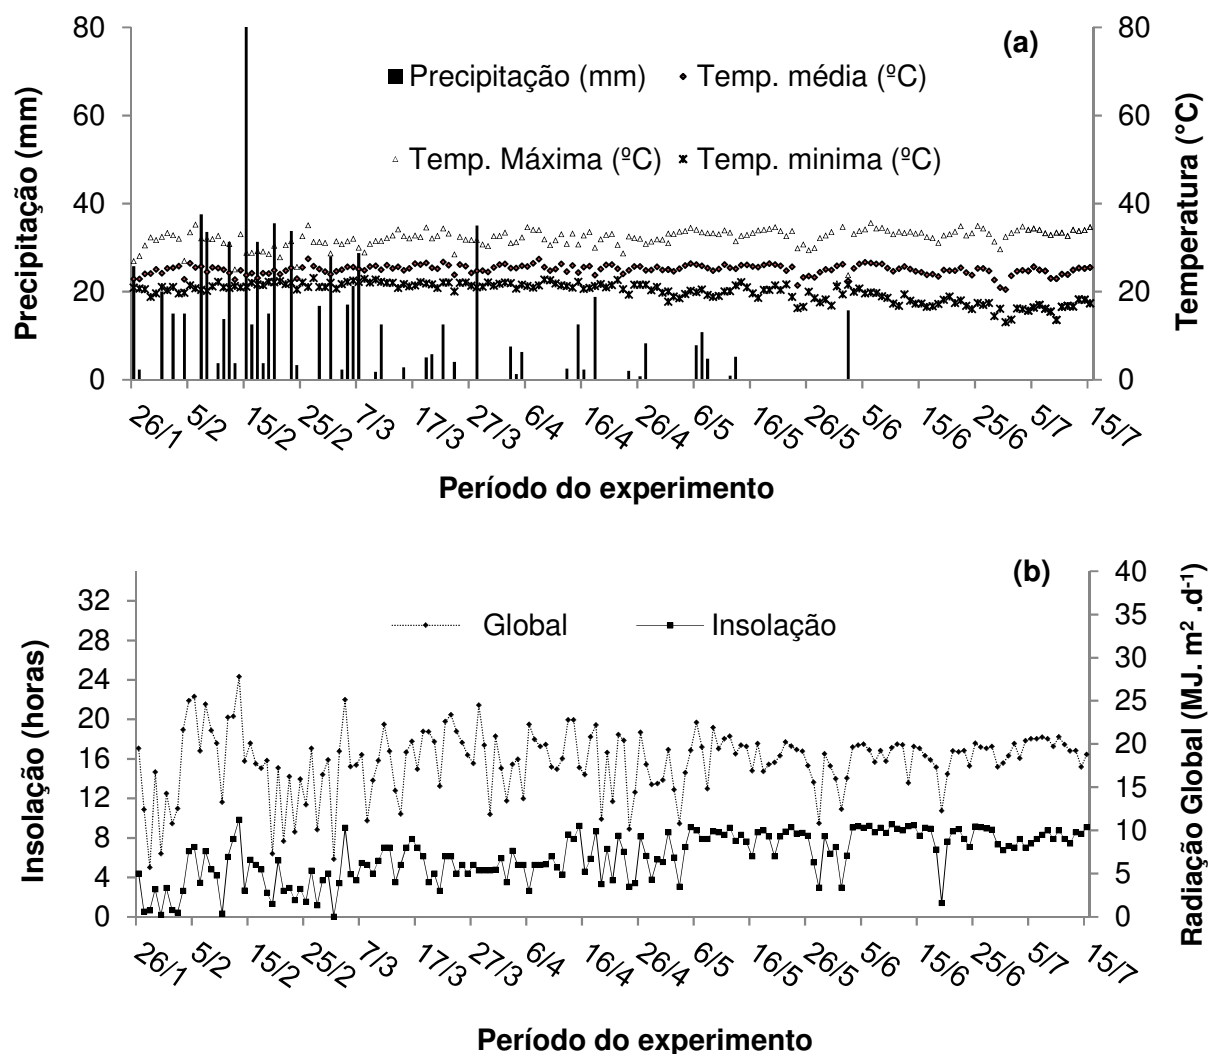 (a)
Precipitação (mm)
80
60
40
20
0
Precipitação (mm)
Temp. média (ºC)
Temp. Máxima (ºC)
Temp. minima (ºC)
80
60
40
20
0
Temperatura (°C)
26/1 5/2 15/2 25/2 7/3 17/3 27/3 6/4 16/4 26/4 6/5 16/5 26/5 5/6 15/6 25/6 5/7 15/7
Período do experimento
(b)
Insolação (horas)
32
28
24
20
16
12
8
4
0
Global
Insolação
40
35
30
25
20
15
10
5
0
Radiação Global (MJ. m² .d⁻¹)
26/1 5/2 15/2 25/2 7/3 17/3 27/3 6/4 16/4 26/4 6/5 16/5 26/5 5/6 15/6 25/6 5/7 15/7
Período do experimento